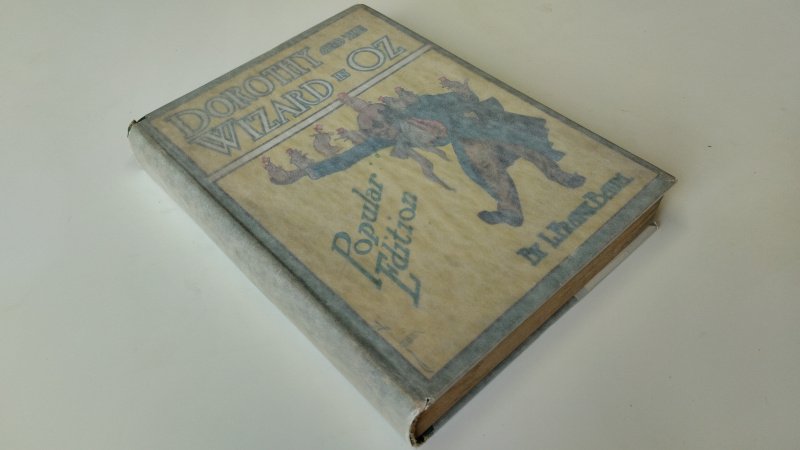 DOROTHY AND THE
WIZARD IN OZ
Popular
Edition
BY L. FRANK BAUM